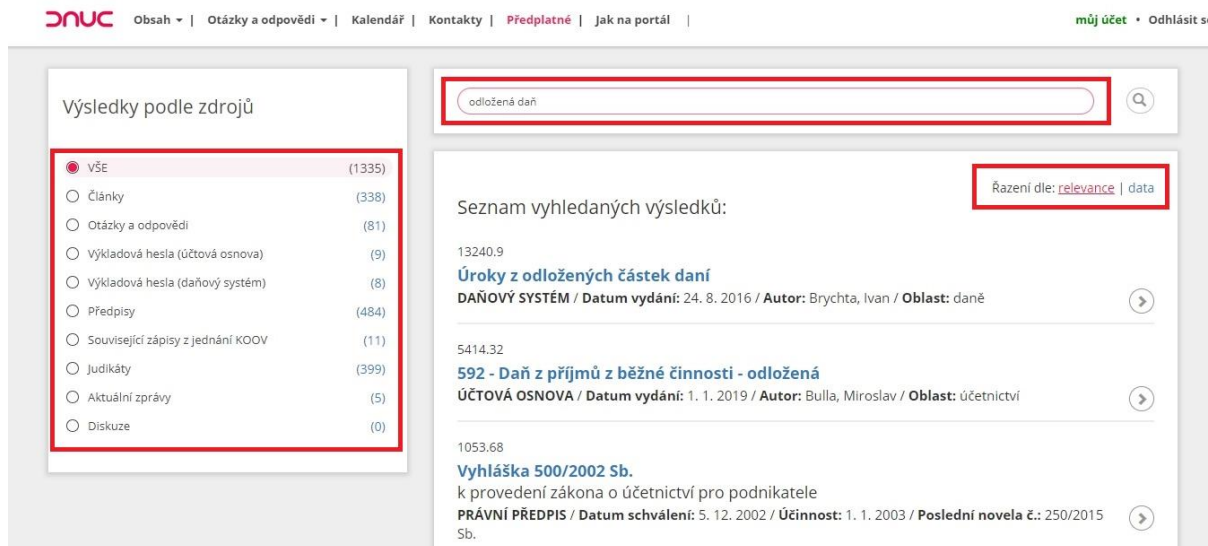 DNUC Obsah | Otázky a odpovědi | Kalendář | Kontakty | Předplatné | Jak na portál | můj účet • Odhlásit se
Výsledky podle zdrojů
VŠE (1335)
Články (338)
Otázky a odpovědi (81)
Výkladová hesla (účtová osnova) (9)
Výkladová hesla (daňový systém) (8)
Předpisy (484)
Související zápisy z jednání KOOV (11)
Judikáty (399)
Aktuální zprávy (5)
Diskuze (0)
odložená daň
Řazení dle: relevance | data
Seznam vyhledaných výsledků:
13240.9
Úroky z odložených částek daní
DAŇOVÝ SYSTÉM / Datum vydání: 24. 8. 2016 / Autor: Brychta, Ivan / Oblast: daně
5414.32
592 - Daň z příjmů z běžné činnosti - odložená
ÚČTOVÁ OSNOVA / Datum vydání: 1. 1. 2019 / Autor: Bulla, Miroslav / Oblast: účetnictví
1053.68
Vyhláška 500/2002 Sb.
k provedení zákona o účetnictví pro podnikatele
PRÁVNÍ PŘEDPIS / Datum schválení: 5. 12. 2002 / Účinnost: 1. 1. 2003 / Poslední novela č.: 250/2015
Sb.